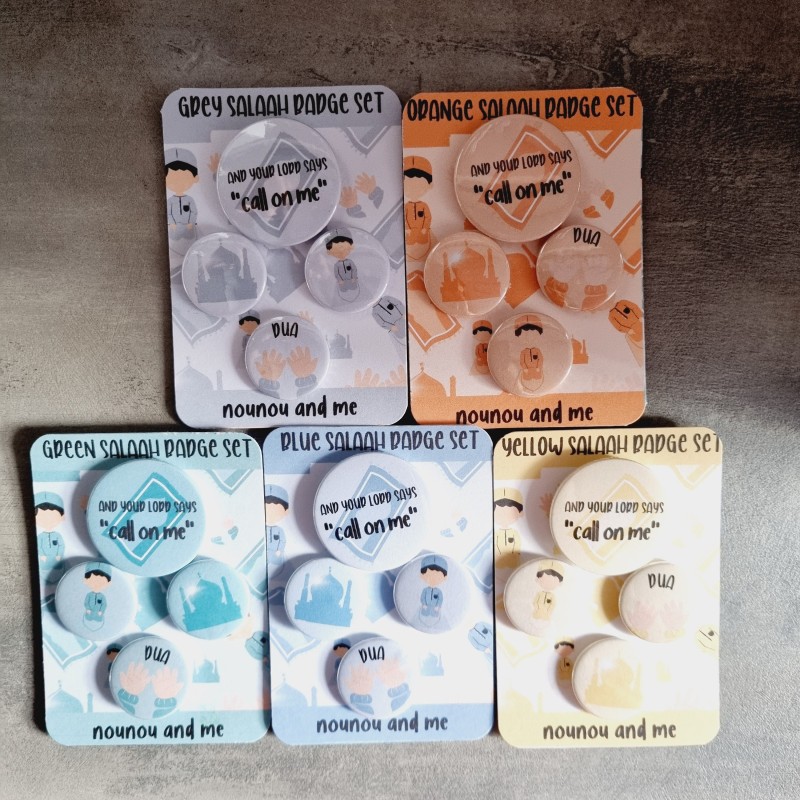 GREY SALAAH BADGE SET
AND YOUR LORD SAYS
"call on me"
DUA
nounou and me
ORANGE SALAAH BADGE SET
AND YOUR LORD SAYS
"call on me"
DUA
nounou and me
GREEN SALAAH BADGE SET
AND YOUR LORD SAYS
"call on me"
DUA
nounou and me
BLUE SALAAH BADGE SET
AND YOUR LORD SAYS
"call on me"
DUA
nounou and me
YELLOW SALAAH BADGE SET
AND YOUR LORD SAYS
"call on me"
DUA
nounou and me